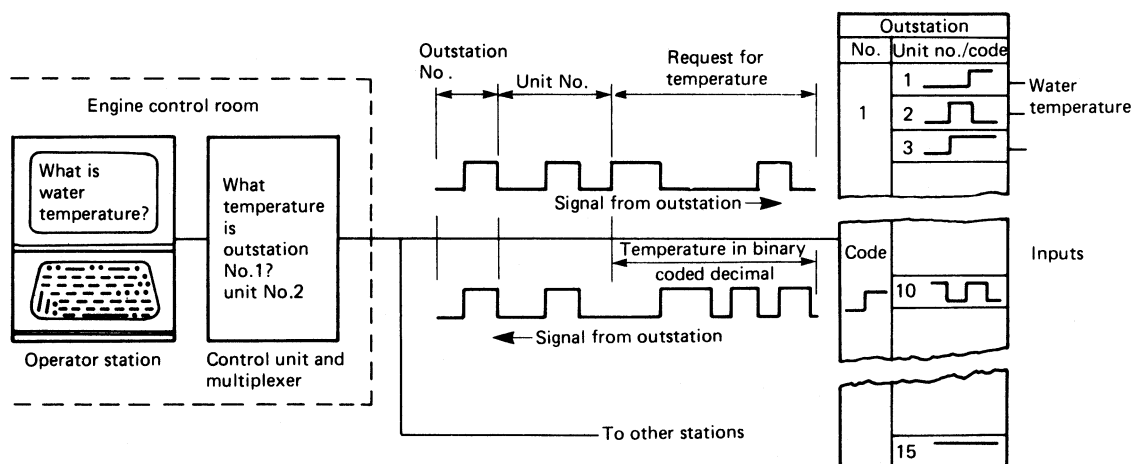 Engine control room
What is
water
temperature?
Operator station
What
temperature
is
outstation
No.1?
unit No.2
Control unit and
multiplexer
Outstation
No.
Unit No.
Request for
temperature
Signal from outstation
Temperature in binary
coded decimal
Signal from outstation
To other stations
Outstation
No. Unit no./code
1
1
2
3
Water
temperature
Code
10
Inputs
15